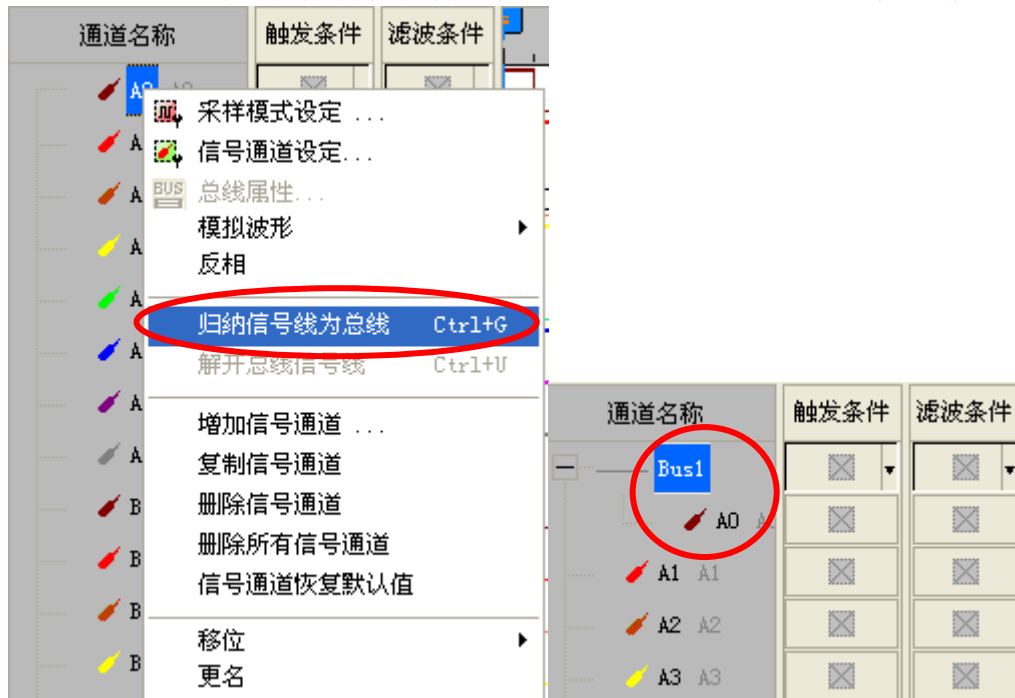 通道名称 触发条件 滤波条件
A0 A0
采样模式设定 ...
A
信号通道设定...
A
BUS 总线属性...
A
模拟波形
反相
A
归纳信号线为总线 Ctrl+G
A
解开总线信号线 Ctrl+U
A
增加信号通道 ...
A
复制信号通道
B
删除信号通道
删除所有信号通道
B
信号通道恢复默认值
B
移位
B
更名
通道名称 触发条件 滤波条件
Bus1
A0
A1 A1
A2 A2
A3 A3